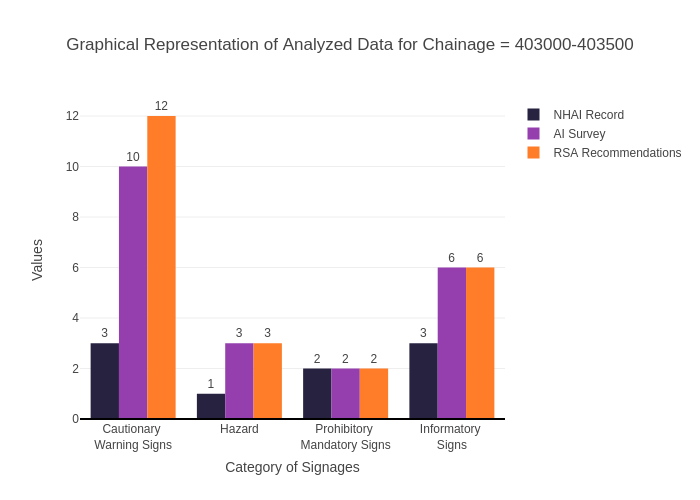 Graphical Representation of Analyzed Data for Chainage = 403000-403500
NHAI Record
AI Survey
RSA Recommendations
Values
12
10
8
6
4
2
0
3
10
12
1
3
3
2
2
2
3
6
6
Cautionary
Warning Signs
Hazard
Prohibitory
Mandatory Signs
Informatory
Signs
Category of Signages